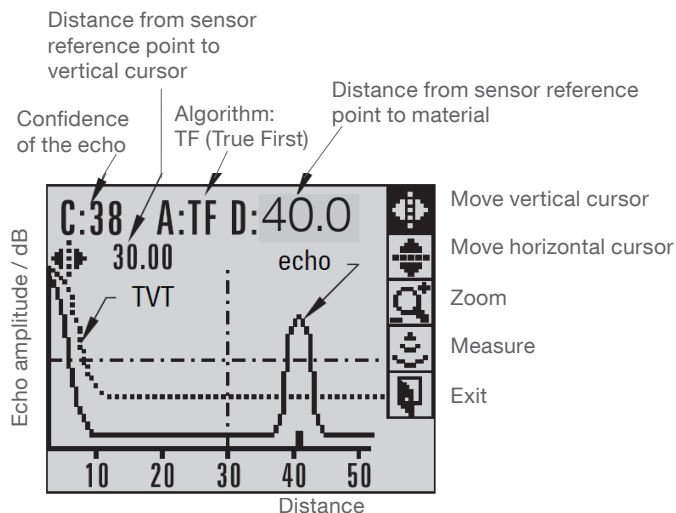 Distance from sensor
reference point to
vertical cursor
Distance from sensor reference
point to material
Confidence
of the echo
Algorithm:
TF (True First)
C:38 A:TF D:40.0
30.00
echo
TVT
Echo amplitude / dB
10 20 30 40 50
Distance
Move vertical cursor
Move horizontal cursor
Zoom
Measure
Exit